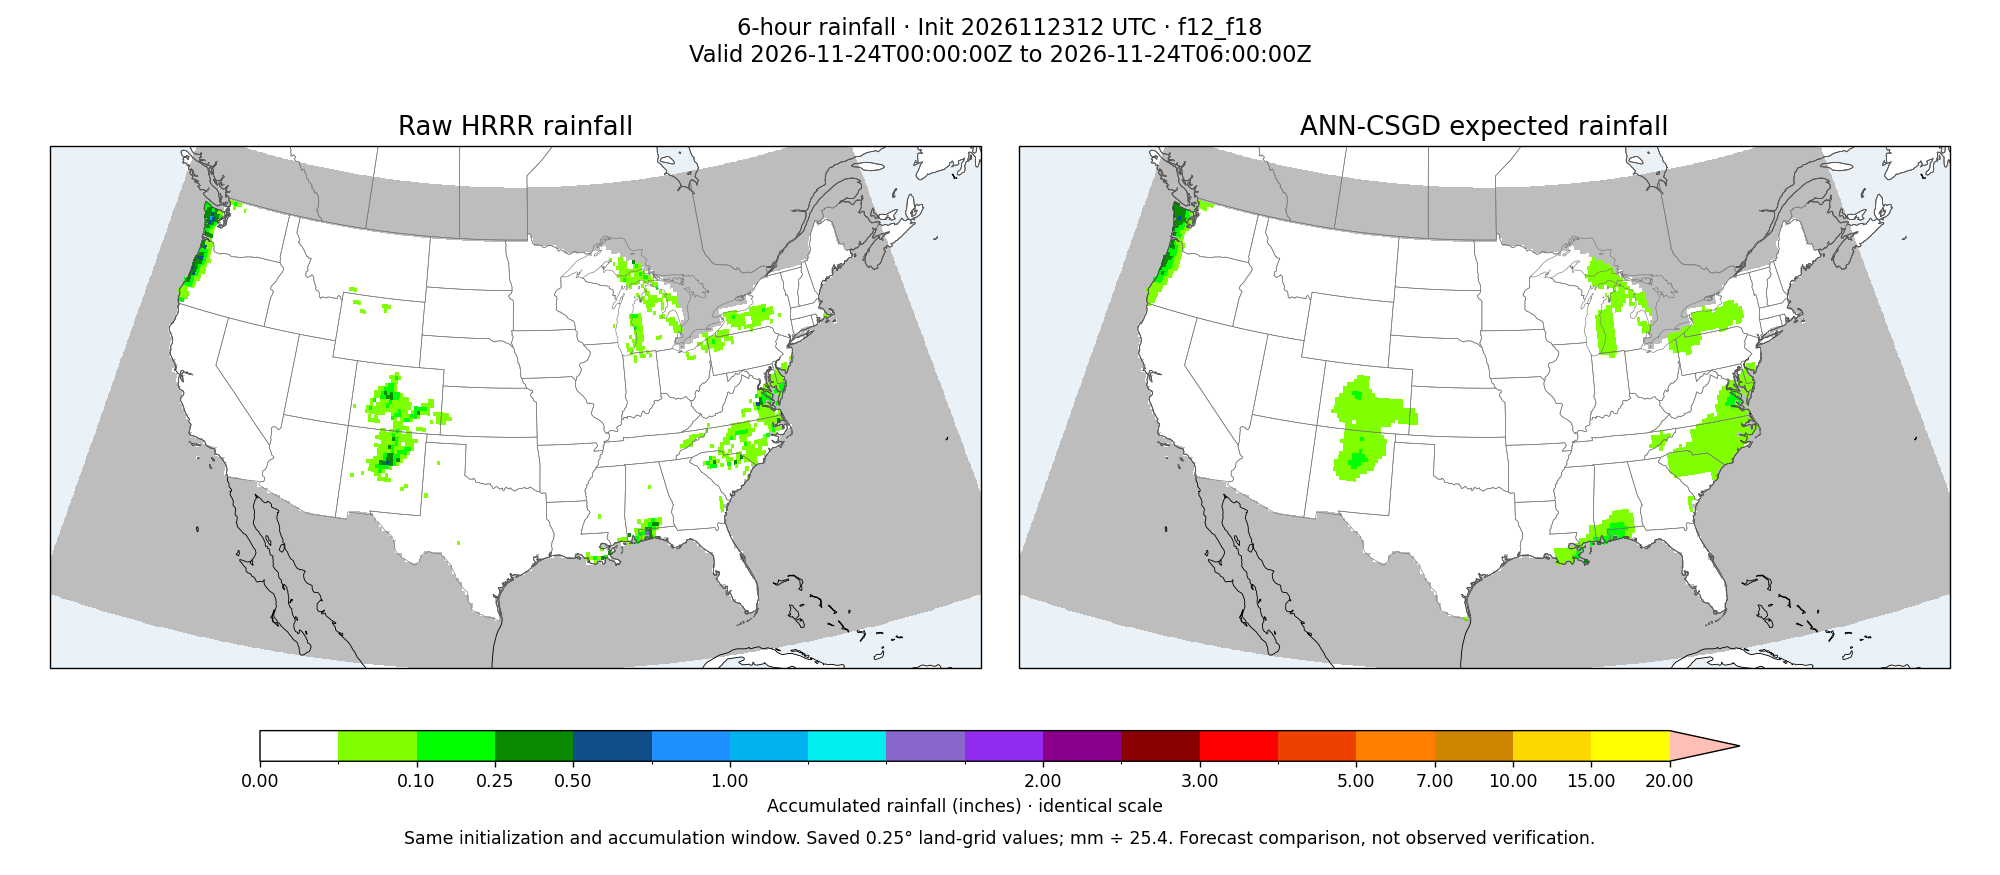 6-hour rainfall · Init 2026112312 UTC · f12_f18
Valid 2026-11-24T00:00:00Z to 2026-11-24T06:00:00Z
Raw HRRR rainfall
ANN-CSGD expected rainfall
0.00 0.10 0.25 0.50 1.00 2.00 3.00 5.00 7.00 10.00 15.00 20.00
Accumulated rainfall (inches) · identical scale
Same initialization and accumulation window. Saved 0.25° land-grid values; mm ÷ 25.4. Forecast comparison, not observed verification.